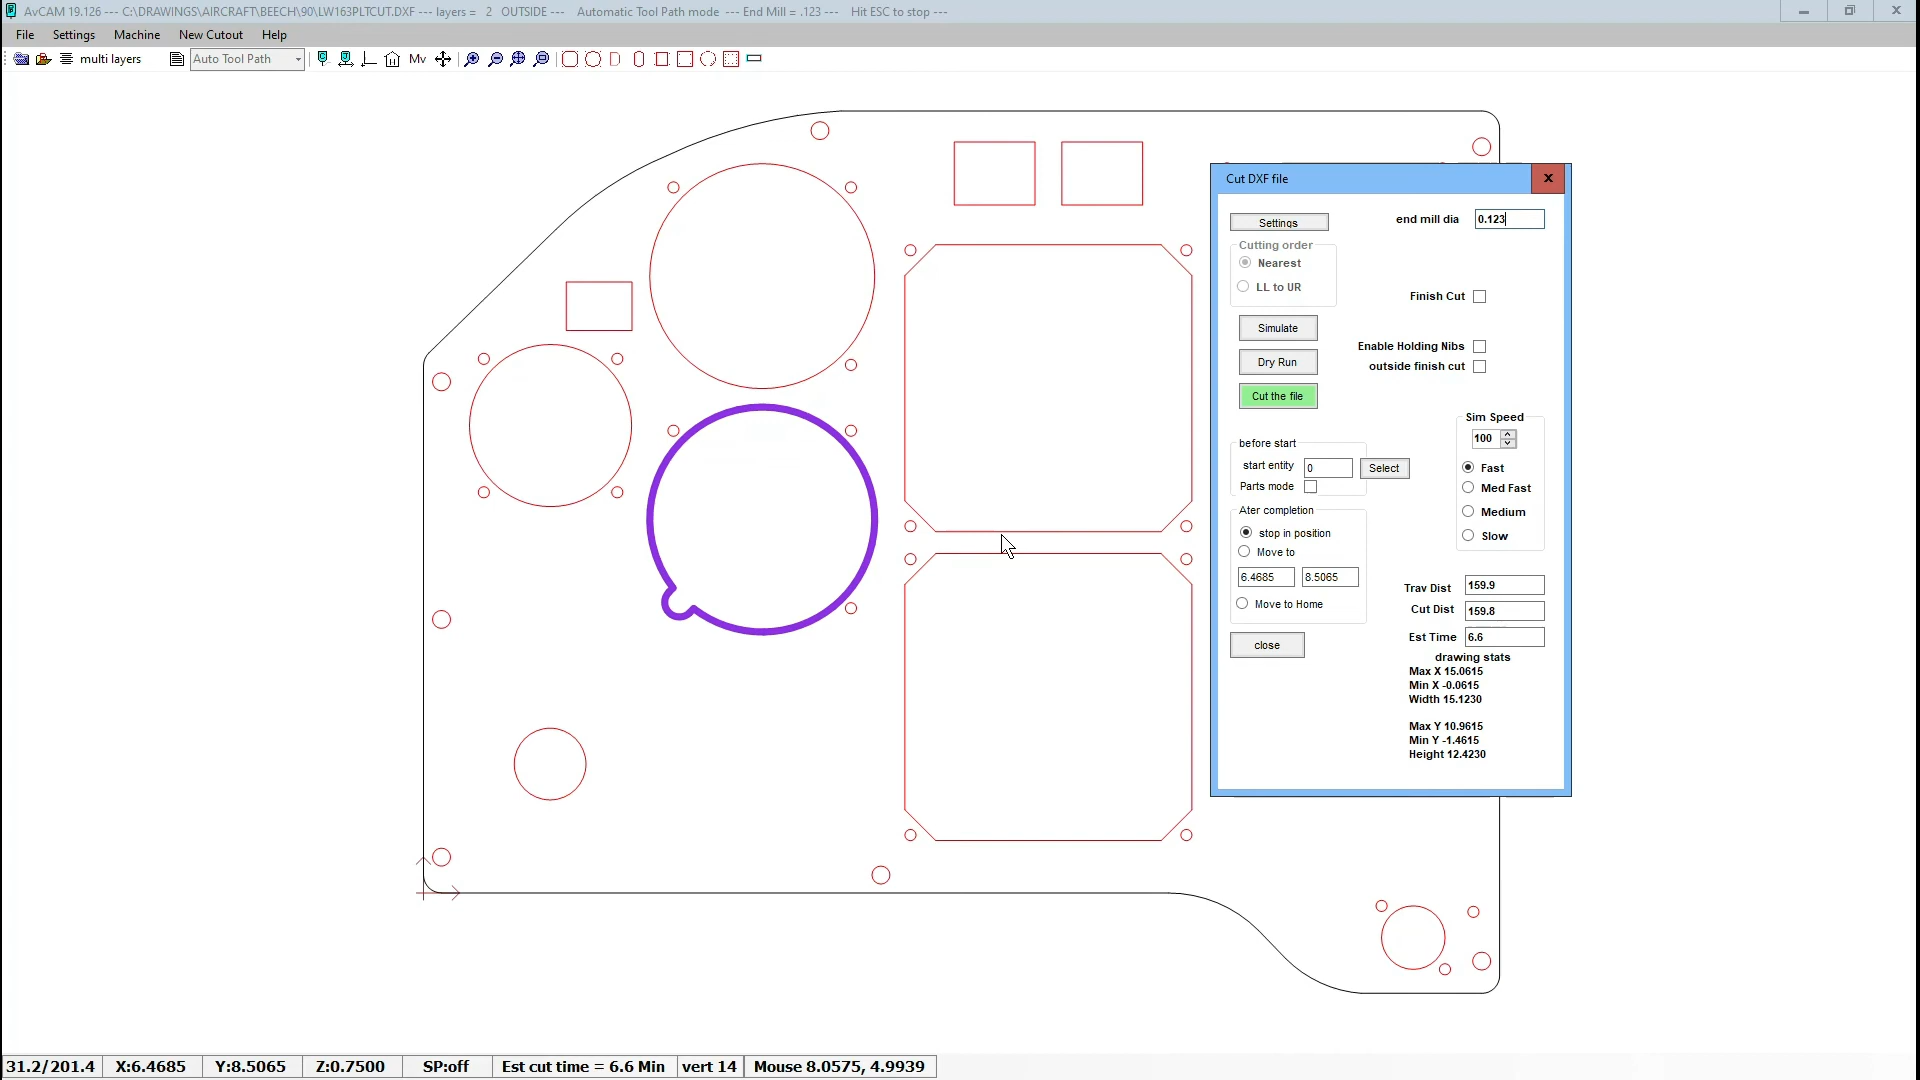 AvCAM 19.126 --- C:\DRAWINGS\AIRCRAFT\BEECH\90\LW163PLTCUT.DXF --- layers = 2 OUTSIDE --- Automatic Tool Path mode --- End Mill = .123 --- Hit ESC to stop ---
File Settings Machine New Cutout Help
multi layers Auto Tool Path Mv
Cut DXF file
Settings
end mill dia 0.123
Cutting order
Nearest
LL to UR
Finish Cut
Simulate
Enable Holding Nibs
Dry Run
outside finish cut
Cut the file
Sim Speed
100
before start
start entity 0 Select
Fast
Parts mode
Med Fast
Ater completion
Medium
stop in position
Slow
Move to
6.4685 8.5065
Trav Dist 159.9
Move to Home
Cut Dist 159.8
Est Time 6.6
close
drawing stats
Max X 15.0615
Min X -0.0615
Width 15.1230
Max Y 10.9615
Min Y -1.4615
Height 12.4230
31.2/201.4 X:6.4685 Y:8.5065 Z:0.7500 SP:off Est cut time = 6.6 Min vert 14 Mouse 8.0575, 4.9939